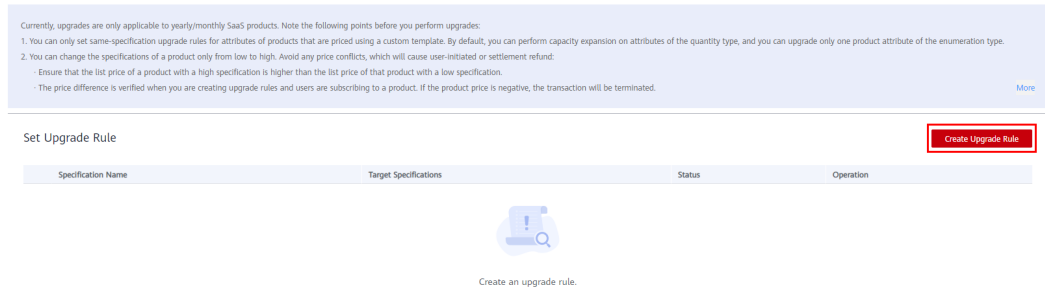 Currently, upgrades are only applicable to yearly/monthly SaaS products. Note the following points before you perform upgrades:
1. You can only set same-specification upgrade rules for attributes of products that are priced using a custom template. By default, you can perform capacity expansion on attributes of the quantity type, and you can upgrade only one product attribute of the enumeration type.
2. You can change the specifications of a product only from low to high. Avoid any price conflicts, which will cause user-initiated or settlement refund:
· Ensure that the list price of a product with a high specification is higher than the list price of that product with a low specification.
· The price difference is verified when you are creating upgrade rules and users are subscribing to a product. If the product price is negative, the transaction will be terminated.
More
Set Upgrade Rule
Create Upgrade Rule
Specification Name Target Specifications Status Operation
Create an upgrade rule.